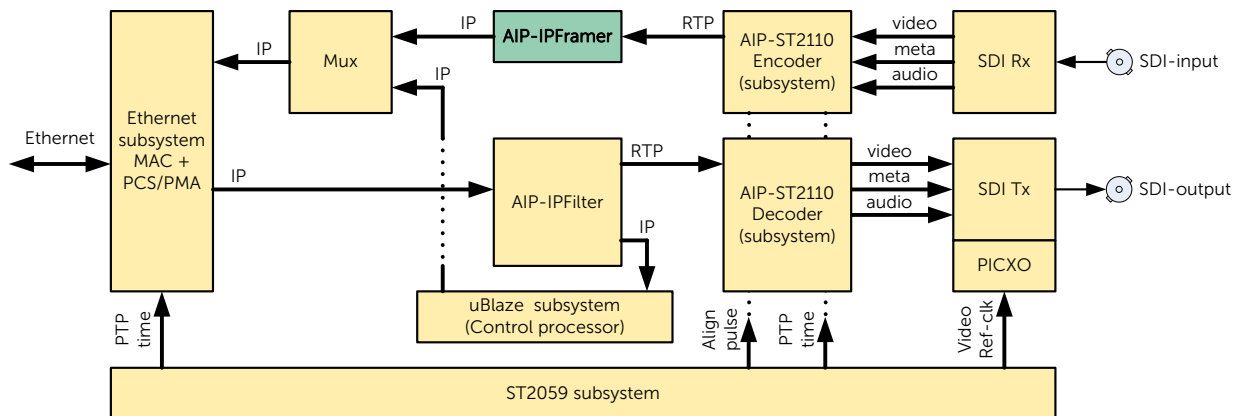 IP
Mux
IP
AIP-IPFramer
RTP
AIP-ST2110
Encoder
(subsystem)
video
meta
audio
SDI Rx
SDI-input
IP
Ethernet
Ethernet
subsystem
MAC +
PCS/PMA
IP
AIP-IPFilter
RTP
IP
AIP-ST2110
Decoder
(subsystem)
video
meta
audio
SDI Tx
SDI-output
PICXO
uBlaze subsystem
(Control processor)
PTP
time
Align
pulse
PTP
time
Video
Ref-clk
ST2059 subsystem